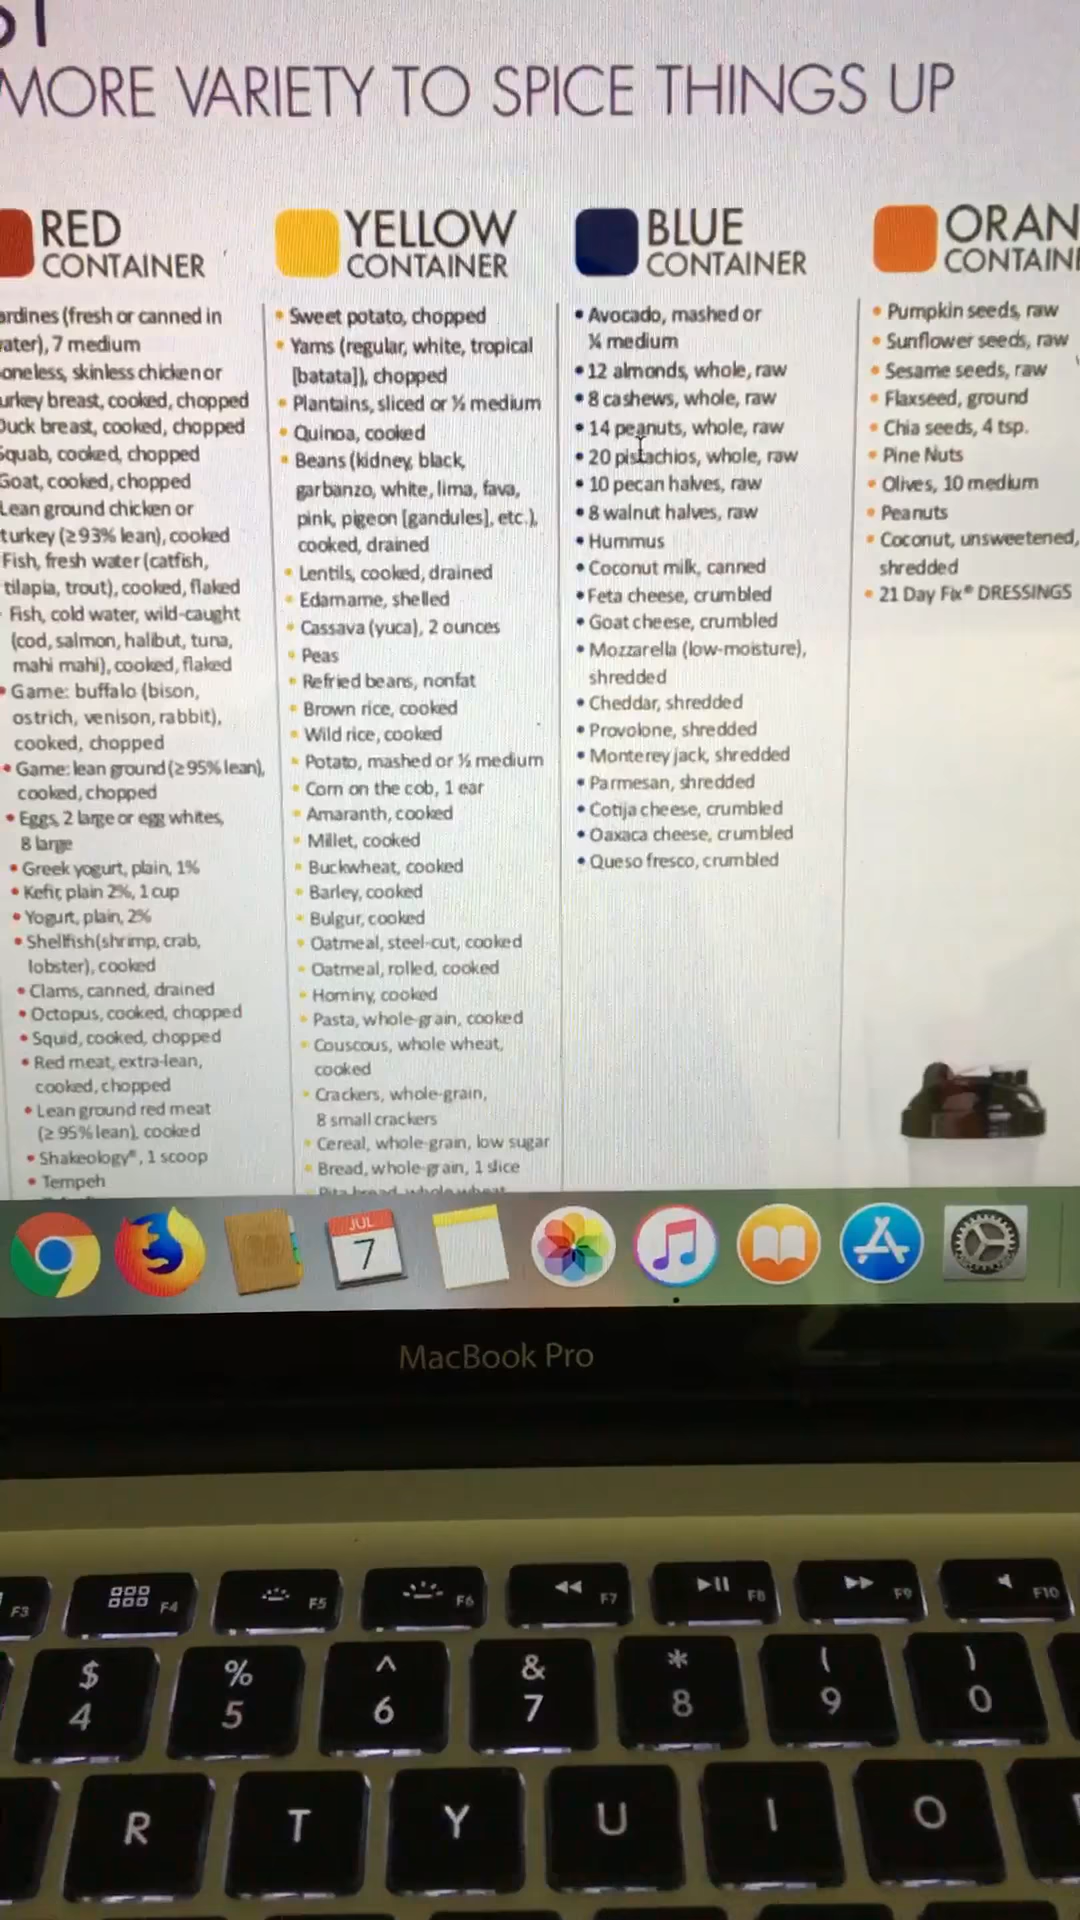 ST
MORE VARIETY TO SPICE THINGS UP
RED
CONTAINER
ardines (fresh or canned in
ater), 7 medium
oneless, skinless chicken or
urkey breast, cooked, chopped
Duck breast, cooked, chopped
Squab, cooked, chopped
Goat, cooked, chopped
Lean ground chicken or
turkey (≥93% lean), cooked
Fish, fresh water (catfish,
tilapia, trout), cooked, flaked
Fish, cold water, wild-caught
(cod, salmon, halibut, tuna,
mahi mahi), cooked, flaked
• Game: buffalo (bison,
ostrich, venison, rabbit),
cooked, chopped
• Game: lean ground (≥95% lean),
cooked, chopped
• Eggs, 2 large or egg whites,
8 large
• Greek yogurt, plain, 1%
• Kefir, plain 2%, 1 cup
• Yogurt, plain, 2%
• Shellfish(shrimp, crab,
lobster), cooked
• Clams, canned, drained
• Octopus, cooked, chopped
• Squid, cooked, chopped
• Red meat, extra-lean,
cooked, chopped
• Lean ground red meat
(≥ 95% lean), cooked
• Shakeology®, 1 scoop
• Tempeh
YELLOW
CONTAINER
• Sweet potato, chopped
• Yams (regular, white, tropical
[batata]), chopped
• Plantains, sliced or ½ medium
• Quinoa, cooked
• Beans (kidney, black,
garbanzo, white, lima, fava,
pink, pigeon [gandules], etc.),
cooked, drained
• Lentils, cooked, drained
• Edamame, shelled
• Cassava (yuca), 2 ounces
• Peas
• Refried beans, nonfat
• Brown rice, cooked
• Wild rice, cooked
• Potato, mashed or ½ medium
• Corn on the cob, 1 ear
• Amaranth, cooked
• Millet, cooked
• Buckwheat, cooked
• Barley, cooked
• Bulgur, cooked
• Oatmeal, steel-cut, cooked
• Oatmeal, rolled, cooked
• Hominy, cooked
• Pasta, whole-grain, cooked
• Couscous, whole wheat,
cooked
• Crackers, whole-grain,
8 small crackers
• Cereal, whole-grain, low sugar
• Bread, whole-grain, 1 slice
Pita bread, whole wheat
BLUE
CONTAINER
• Avocado, mashed or
¼ medium
• 12 almonds, whole, raw
• 8 cashews, whole, raw
• 14 peanuts, whole, raw
• 20 pistachios, whole, raw
• 10 pecan halves, raw
• 8 walnut halves, raw
• Hummus
• Coconut milk, canned
• Feta cheese, crumbled
• Goat cheese, crumbled
• Mozzarella (low-moisture),
shredded
• Cheddar, shredded
• Provolone, shredded
• Monterey jack, shredded
• Parmesan, shredded
• Cotija cheese, crumbled
• Oaxaca cheese, crumbled
• Queso fresco, crumbled
ORAN
CONTAIN
• Pumpkin seeds, raw
• Sunflower seeds, raw
• Sesame seeds, raw
• Flaxseed, ground
• Chia seeds, 4 tsp.
• Pine Nuts
• Olives, 10 medium
• Peanuts
• Coconut, unsweetened,
shredded
• 21 Day Fix® DRESSINGS
JUL
7
MacBook Pro
F3 F4 F5 F6 F7 F8 F9 F10
$ % ^ & * ( )
4 5 6 7 8 9 0
R T Y U I O